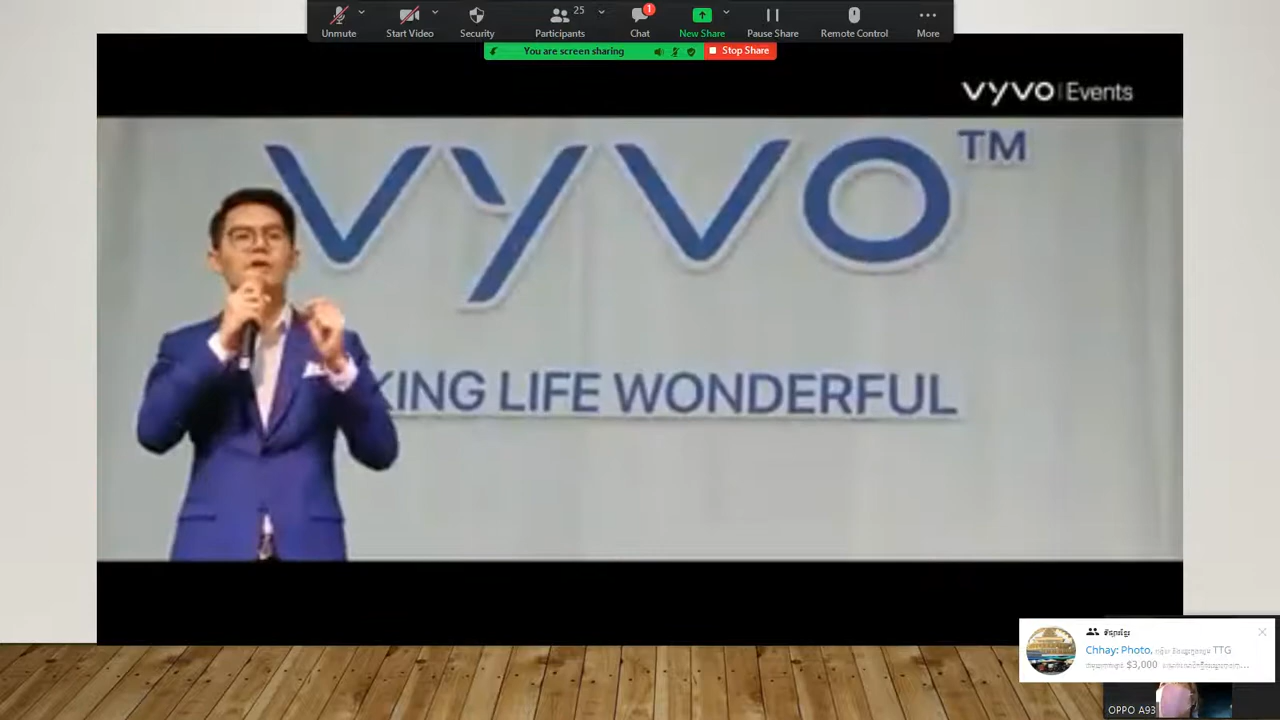 25
1
Unmute
Start Video
Security
Participants
Chat
New Share
Pause Share
Remote Control
More
You are screen sharing
Stop Share
VYVO | Events
VYVO TM
KING LIFE WONDERFUL
Chhay: Photo,
TTG
$3,000
OPPO A93